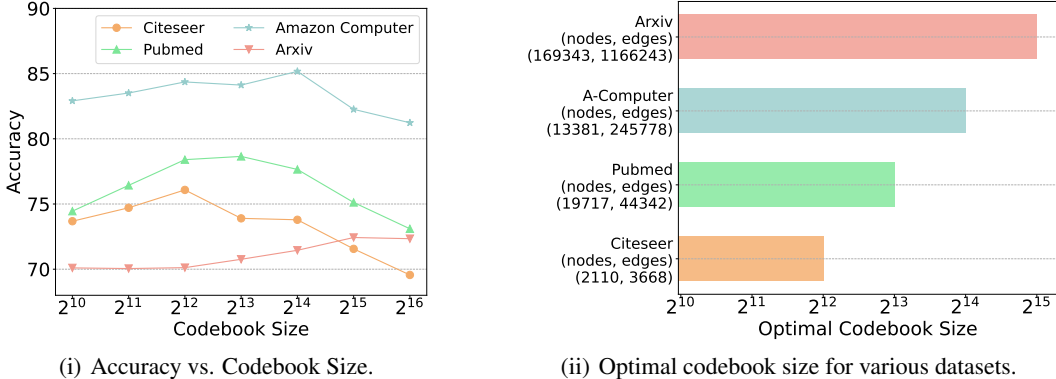 90
85
80
75
70
Accuracy
Citeseer
Pubmed
Amazon Computer
Arxiv
2^10 2^11 2^12 2^13 2^14 2^15 2^16
Codebook Size
(i) Accuracy vs. Codebook Size.
Arxiv
(nodes, edges)
(169343, 1166243)
A-Computer
(nodes, edges)
(13381, 245778)
Pubmed
(nodes, edges)
(19717, 44342)
Citeseer
(nodes, edges)
(2110, 3668)
2^10 2^11 2^12 2^13 2^14 2^15
Optimal Codebook Size
(ii) Optimal codebook size for various datasets.